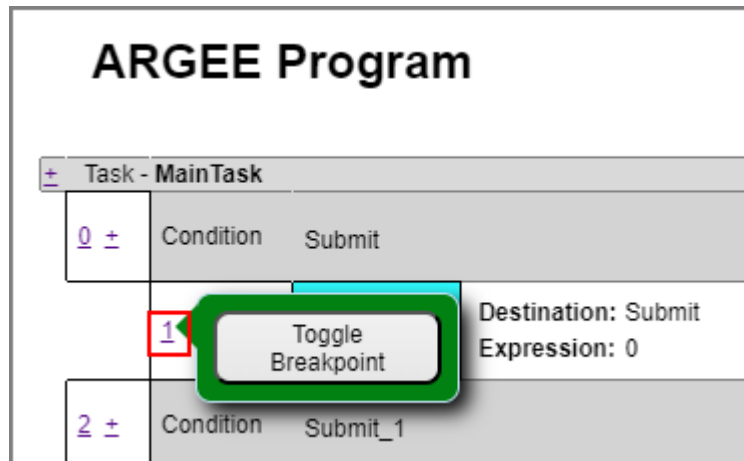 ARGEE Program
+ Task - MainTask
0 + Condition Submit
1 Toggle Breakpoint Destination: Submit
Expression: 0
2 + Condition Submit_1